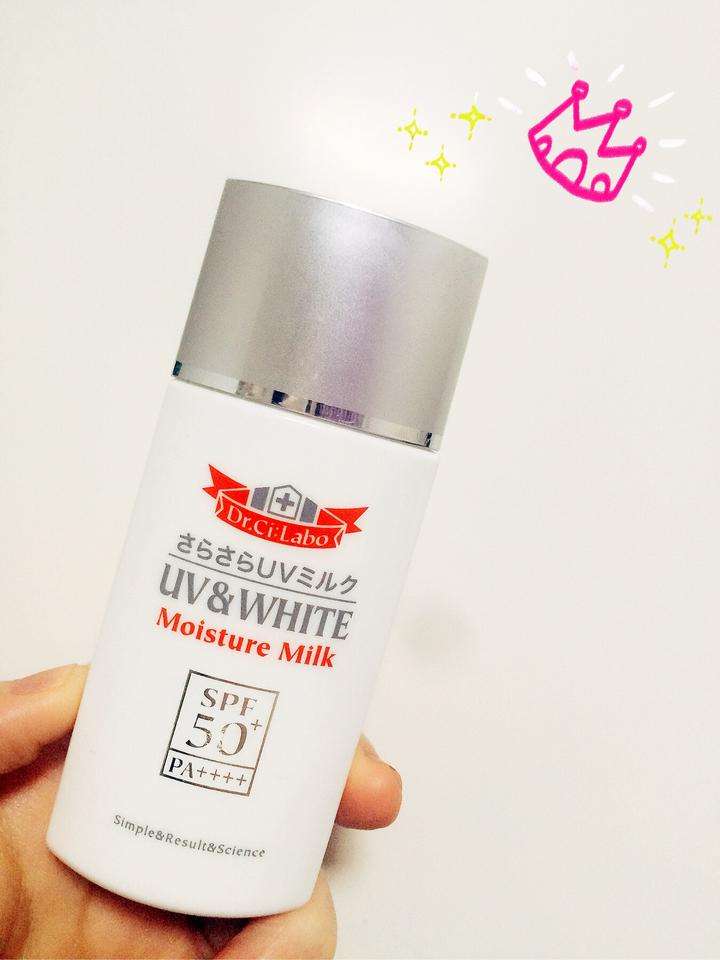 Dr.Ci:Labo
さらさらUVミルク
UV&WHITE
Moisture Milk
SPF
50+
PA++++
Simple&Result&Science